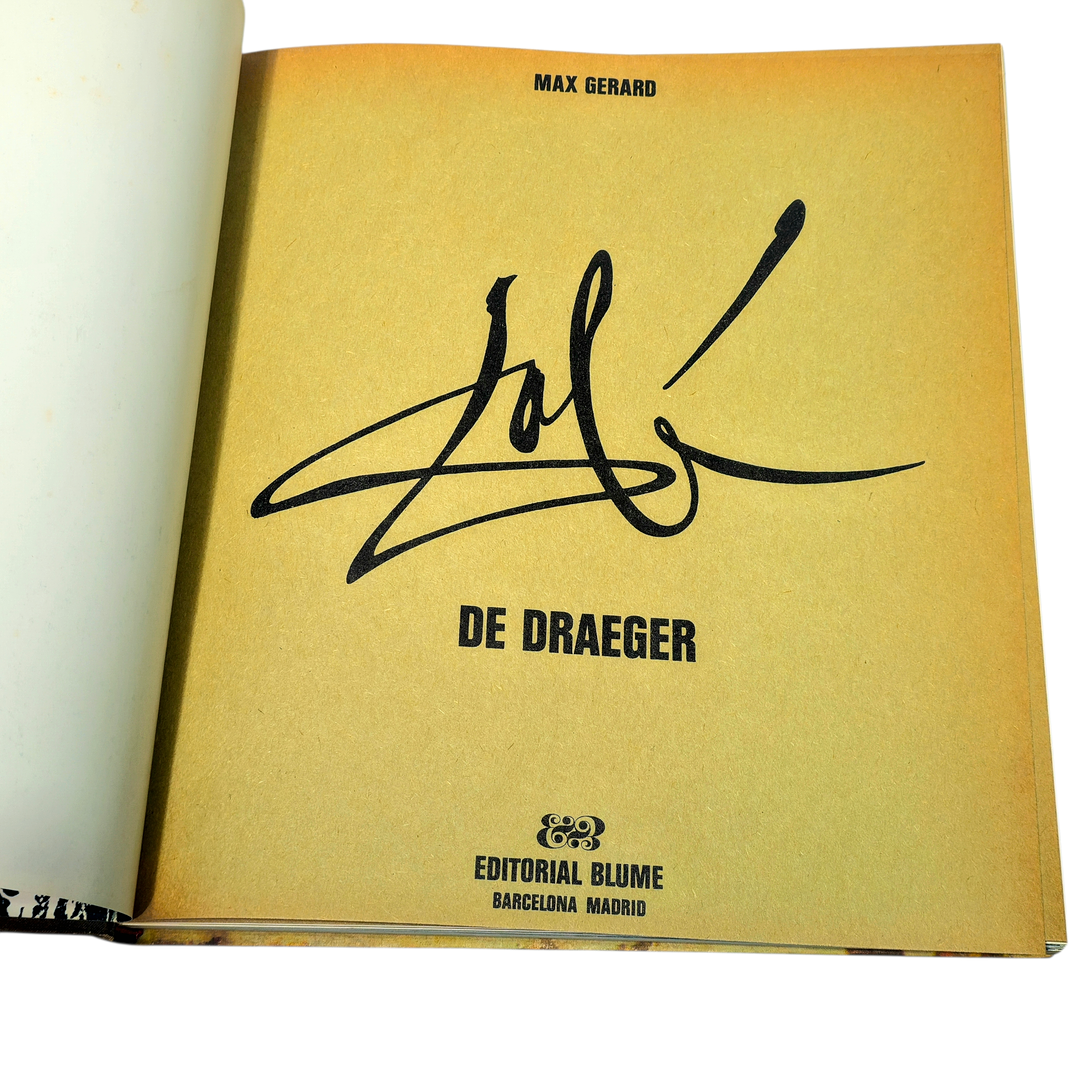 MAX GERARD
Dalí
DE DRAEGER
EDITORIAL BLUME
BARCELONA MADRID